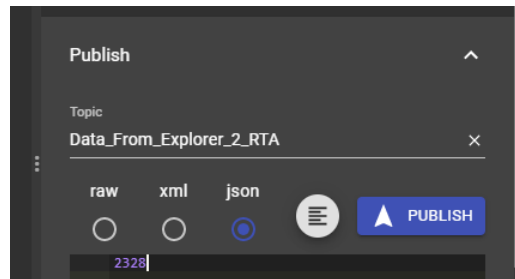 Publish
Topic
Data_From_Explorer_2_RTA
raw xml json
PUBLISH
2328